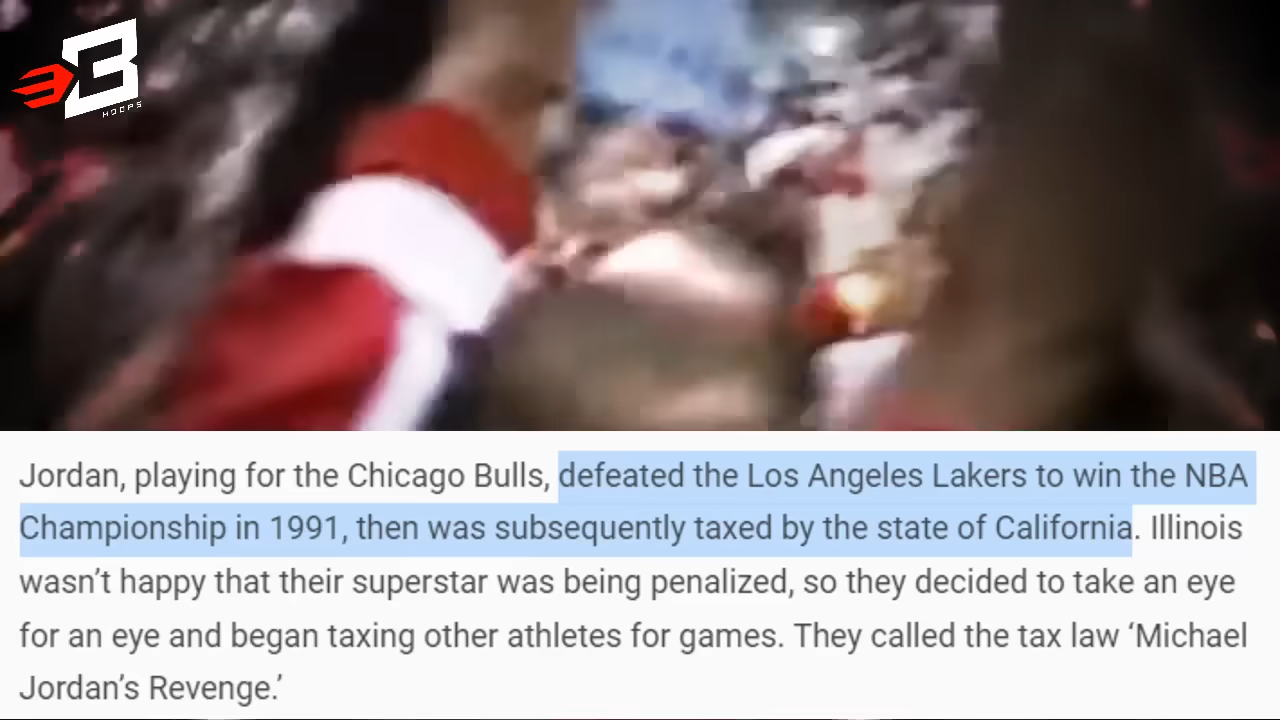 B
HOOPS
Jordan, playing for the Chicago Bulls, defeated the Los Angeles Lakers to win the NBA
Championship in 1991, then was subsequently taxed by the state of California. Illinois
wasn’t happy that their superstar was being penalized, so they decided to take an eye
for an eye and began taxing other athletes for games. They called the tax law ‘Michael
Jordan’s Revenge.’